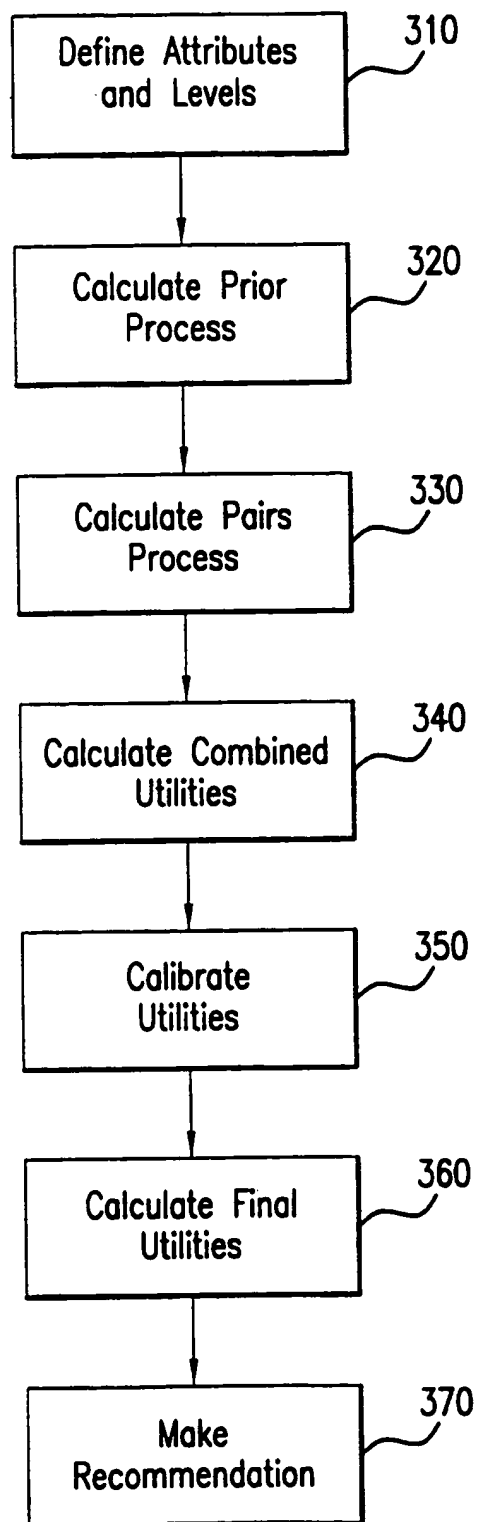 310
Define Attributes
and Levels
320
Calculate Prior
Process
330
Calculate Pairs
Process
340
Calculate Combined
Utilities
350
Calibrate
Utilities
360
Calculate Final
Utilities
370
Make
Recommendation